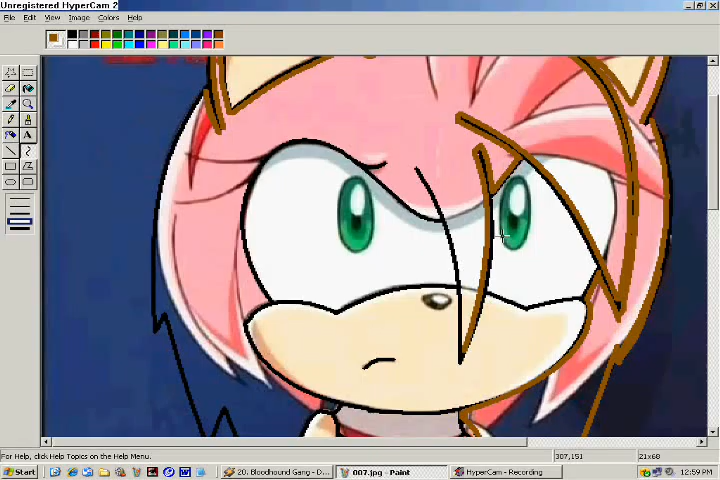 Unregistered HyperCam 2
File Edit View Image Colors Help
A
For Help, click Help Topics on the Help Menu.
307,151
21x68
Start
20. Bloodhound Gang - D...
007.jpg - Paint
HyperCam - Recording
12:59 PM